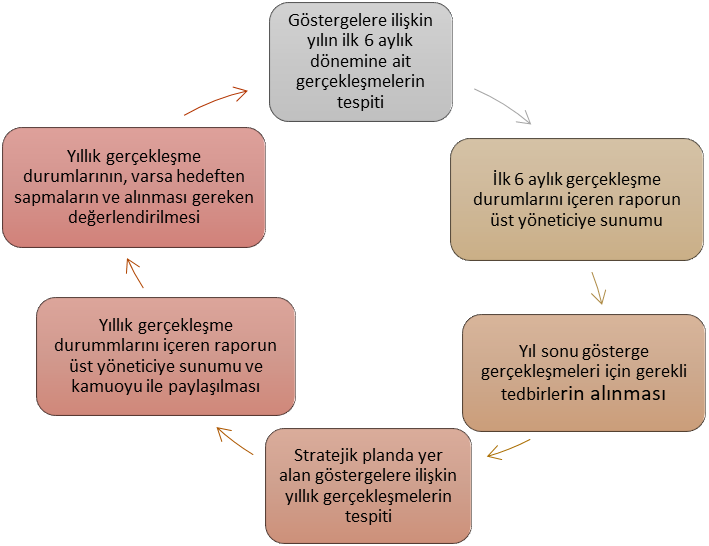 Göstergelere ilişkin
yılın ilk 6 aylık
dönemine ait
gerçekleşmelerin
tespiti
İlk 6 aylık gerçekleşme
durumlarını içeren raporun
üst yöneticiye sunumu
Yıl sonu gösterge
gerçekleşmeleri için gerekli
tedbirlerin alınması
Stratejik planda yer
alan göstergelere ilişkin
yıllık gerçekleşmelerin
tespiti
Yıllık gerçekleşme
durummlarını içeren raporun
üst yöneticiye sunumu ve
kamuoyu ile paylaşılması
Yıllık gerçekleşme
durumlarının, varsa hedeften
sapmaların ve alınması gereken
değerlendirilmesi